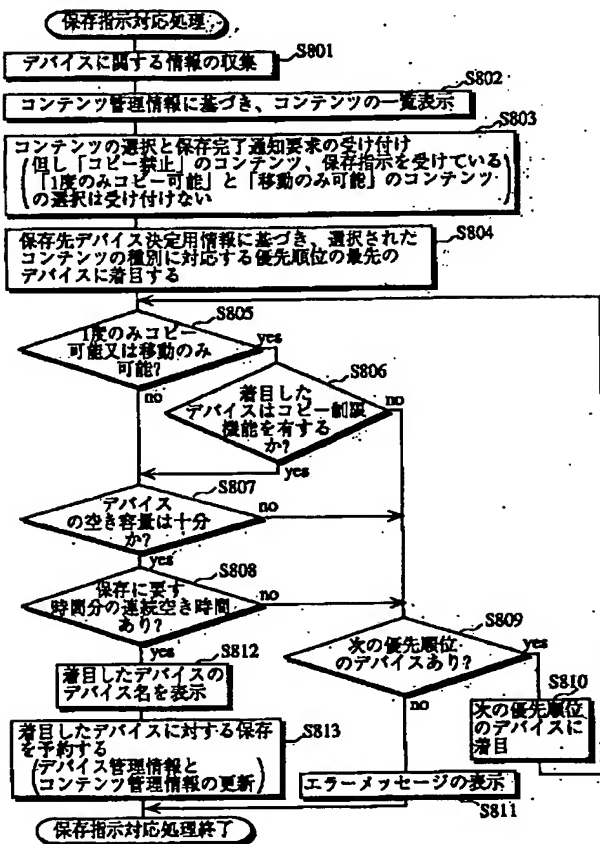 保存指示対応処理
S801
デバイスに関する情報の収集
S802
コンテンツ管理情報に基づき、コンテンツの一覧表示
S803
コンテンツの選択と保存完了通知要求の受け付け
(但し「コピー禁止」のコンテンツ、保存指示を受けている
「1度のみコピー可能」と「移動のみ可能」のコンテンツ
の選択は受け付けない)
S804
保存先デバイス決定用情報に基づき、選択された
コンテンツの種別に対応する優先順位の最先の
デバイスに着目する
S805
1度のみコピー
可能又は移動のみ
可能?
yes
no
S806
着目した
デバイスはコピー制限
機能を有する
か?
no
yes
S807
デバイス
の空き容量は十分
か?
no
yes
S808
保存に要す
時間分の連続空き時間
あり?
no
yes
S809
次の優先順位
のデバイスあり?
yes
no
S810
次の優先順位
のデバイスに
着目
S812
着目したデバイスの
デバイス名を表示
S813
着目したデバイスに対する保存
を予約する
(デバイス管理情報と
コンテンツ管理情報の更新)
エラーメッセージの表示
S811
保存指示対応処理終了